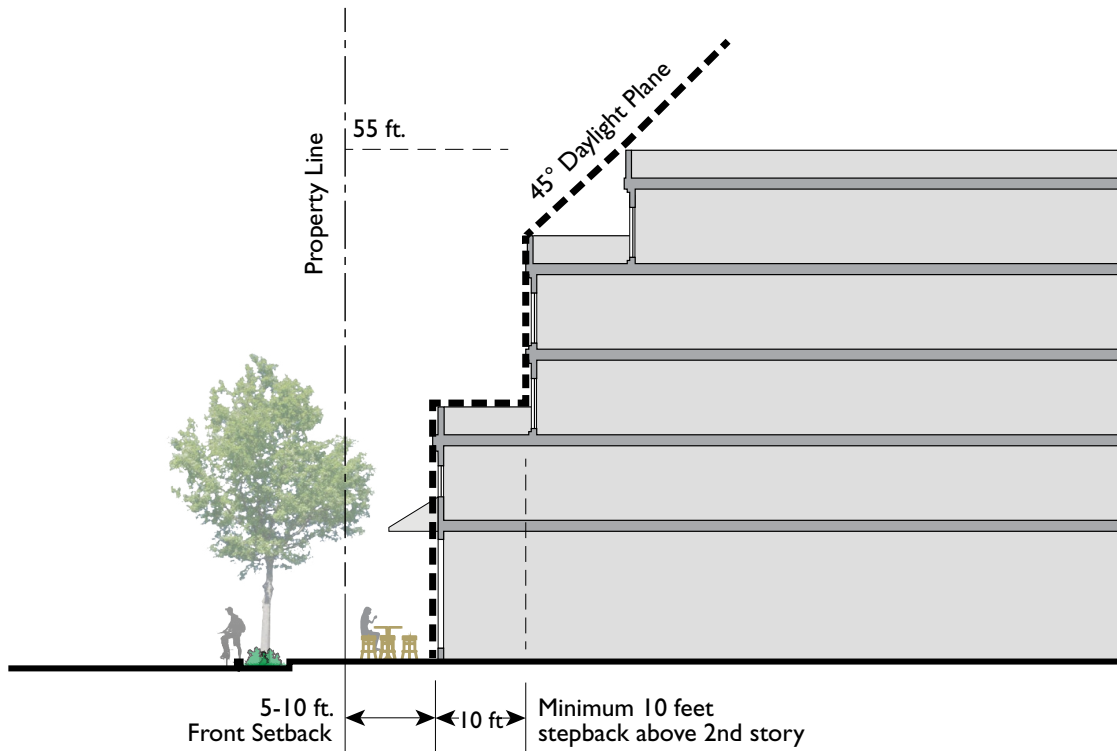 55 ft.
Property Line
45° Daylight Plane
5-10 ft.
Front Setback
10 ft
Minimum 10 feet
stepback above 2nd story